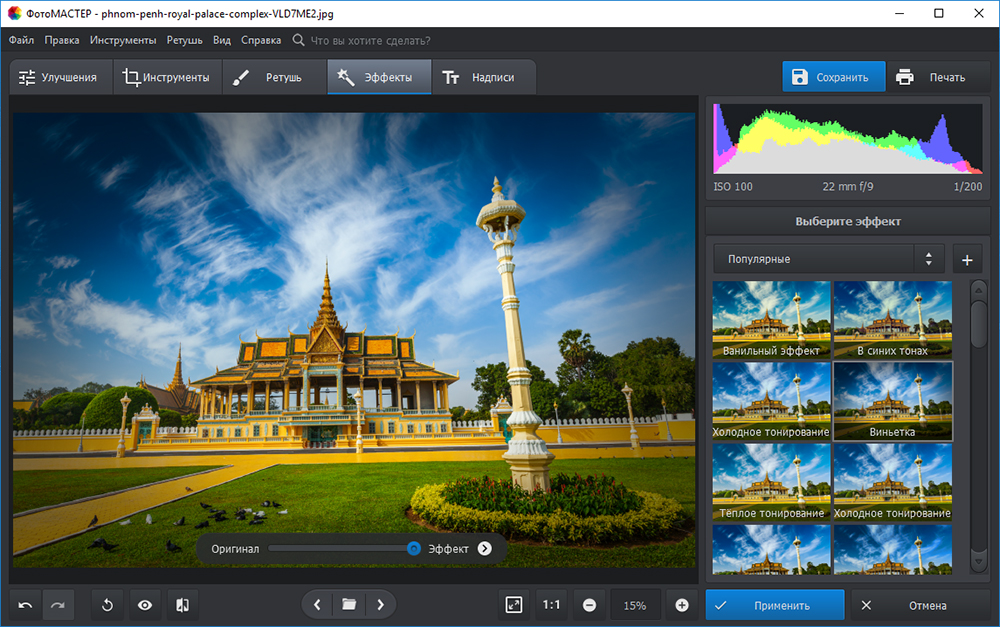 ФотоМАСТЕР - phnom-penh-royal-palace-complex-VLD7ME2.jpg
Файл Правка Инструменты Ретушь Вид Справка Что вы хотите сделать?
Улучшения Инструменты Ретушь Эффекты Тт Надписи Сохранить Печать
ISO 100 22 mm f/9 1/200
Выберите эффект
Популярные
Ванильный эффект В синих тонах
Холодное тонирование Виньетка
Тёплое тонирование Холодное тонирование
Оригинал Эффект
1:1 15% Применить Отмена